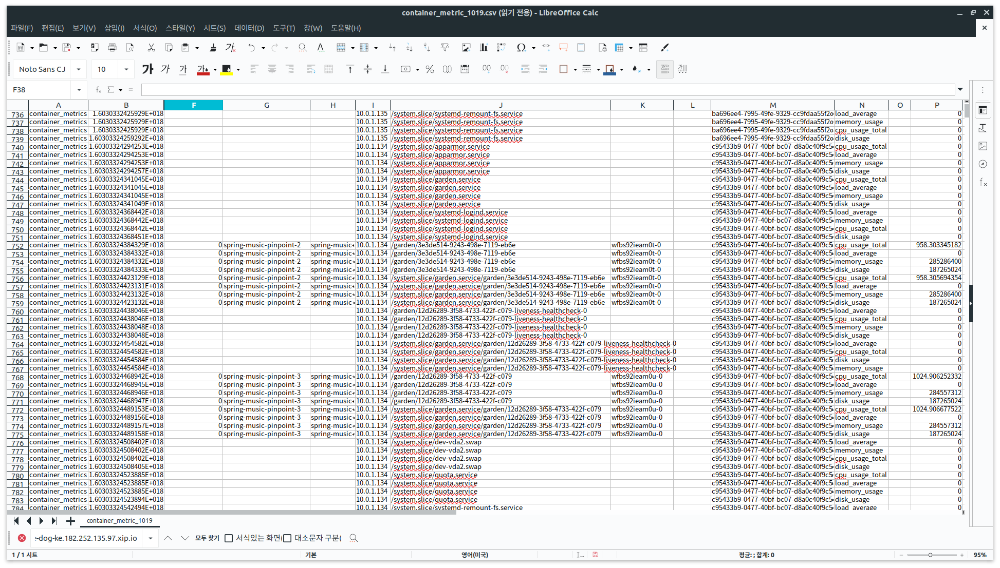 container_metric_1019.csv (읽기 전용) - LibreOffice Calc
파일(F) 편집(E) 보기(V) 삽입(I) 서식(O) 스타일(Y) 시트(S) 데이터(D) 도구(T) 창(W) 도움말(H)
Noto Sans CJ 10 가 가 가 가
F38
A B F G H I J K L M N O P
736 container_metrics 1.6030332425929E+018 10.0.1.135 /system.slice/systemd-remount-fs.service ba696ee4-7995-49fe-9329-cc9fdaa55f2 load_average 0
737 container_metrics 1.6030332425929E+018 10.0.1.135 /system.slice/systemd-remount-fs.service ba696ee4-7995-49fe-9329-cc9fdaa55f2 memory_usage 0
738 container_metrics 1.6030332425929E+018 10.0.1.135 /system.slice/systemd-remount-fs.service ba696ee4-7995-49fe-9329-cc9fdaa55f2 cpu_usage_total 0
739 container_metrics 1.60303324259292E+018 10.0.1.135 /system.slice/systemd-remount-fs.service ba696ee4-7995-49fe-9329-cc9fdaa55f2 disk_usage 0
740 container_metrics 1.60303324294253E+018 10.0.1.134 /system.slice/apparmor.service c95433b9-0477-40bf-bc07-d8a0c40f9c5 cpu_usage_total 0
741 container_metrics 1.60303324294253E+018 10.0.1.134 /system.slice/apparmor.service c95433b9-0477-40bf-bc07-d8a0c40f9c5 load_average 0
742 container_metrics 1.60303324294253E+018 10.0.1.134 /system.slice/apparmor.service c95433b9-0477-40bf-bc07-d8a0c40f9c5 memory_usage 0
743 container_metrics 1.60303324294257E+018 10.0.1.134 /system.slice/apparmor.service c95433b9-0477-40bf-bc07-d8a0c40f9c5 disk_usage 0
744 container_metrics 1.60303324341045E+018 10.0.1.134 /system.slice/garden.service c95433b9-0477-40bf-bc07-d8a0c40f9c5 cpu_usage_total 0
745 container_metrics 1.60303324341045E+018 10.0.1.134 /system.slice/garden.service c95433b9-0477-40bf-bc07-d8a0c40f9c5 load_average 0
746 container_metrics 1.60303324341045E+018 10.0.1.134 /system.slice/garden.service c95433b9-0477-40bf-bc07-d8a0c40f9c5 memory_usage 0
747 container_metrics 1.60303324341049E+018 10.0.1.134 /system.slice/garden.service c95433b9-0477-40bf-bc07-d8a0c40f9c5 disk_usage 0
748 container_metrics 1.60303324368442E+018 10.0.1.134 /system.slice/systemd-logind.service c95433b9-0477-40bf-bc07-d8a0c40f9c5 load_average 0
749 container_metrics 1.60303324368442E+018 10.0.1.134 /system.slice/systemd-logind.service c95433b9-0477-40bf-bc07-d8a0c40f9c5 memory_usage 0
750 container_metrics 1.60303324368442E+018 10.0.1.134 /system.slice/systemd-logind.service c95433b9-0477-40bf-bc07-d8a0c40f9c5 cpu_usage_total 0
751 container_metrics 1.60303324368451E+018 10.0.1.134 /system.slice/systemd-logind.service c95433b9-0477-40bf-bc07-d8a0c40f9c5 disk_usage 0
752 container_metrics 1.60303324384329E+018 0 spring-music-pinpoint-2 spring-music 10.0.1.134 /garden/3e3de514-9243-498e-7119-eb6e wfbs92ieam0t-0 c95433b9-0477-40bf-bc07-d8a0c40f9c5 cpu_usage_total 958.303345182
753 container_metrics 1.60303324384332E+018 0 spring-music-pinpoint-2 spring-music 10.0.1.134 /garden/3e3de514-9243-498e-7119-eb6e wfbs92ieam0t-0 c95433b9-0477-40bf-bc07-d8a0c40f9c5 load_average 0
754 container_metrics 1.60303324384332E+018 0 spring-music-pinpoint-2 spring-music 10.0.1.134 /garden/3e3de514-9243-498e-7119-eb6e wfbs92ieam0t-0 c95433b9-0477-40bf-bc07-d8a0c40f9c5 memory_usage 285286400
755 container_metrics 1.60303324384333E+018 0 spring-music-pinpoint-2 spring-music 10.0.1.134 /garden/3e3de514-9243-498e-7119-eb6e wfbs92ieam0t-0 c95433b9-0477-40bf-bc07-d8a0c40f9c5 disk_usage 187265024
756 container_metrics 1.60303324423129E+018 0 spring-music-pinpoint-2 spring-music 10.0.1.134 /system.slice/garden.service/garden/3e3de514-9243-498e-7119-eb6e wfbs92ieam0t-0 c95433b9-0477-40bf-bc07-d8a0c40f9c5 cpu_usage_total 958.305694354
757 container_metrics 1.60303324423131E+018 0 spring-music-pinpoint-2 spring-music 10.0.1.134 /system.slice/garden.service/garden/3e3de514-9243-498e-7119-eb6e wfbs92ieam0t-0 c95433b9-0477-40bf-bc07-d8a0c40f9c5 load_average 0
758 container_metrics 1.60303324423132E+018 0 spring-music-pinpoint-2 spring-music 10.0.1.134 /system.slice/garden.service/garden/3e3de514-9243-498e-7119-eb6e wfbs92ieam0t-0 c95433b9-0477-40bf-bc07-d8a0c40f9c5 memory_usage 285286400
759 container_metrics 1.60303324423132E+018 0 spring-music-pinpoint-2 spring-music 10.0.1.134 /system.slice/garden.service/garden/3e3de514-9243-498e-7119-eb6e wfbs92ieam0t-0 c95433b9-0477-40bf-bc07-d8a0c40f9c5 disk_usage 187265024
760 container_metrics 1.60303324438046E+018 10.0.1.134 /garden/12d26289-3f58-4733-422f-c079-liveness-healthcheck-0 c95433b9-0477-40bf-bc07-d8a0c40f9c5 load_average 0
761 container_metrics 1.60303324438046E+018 10.0.1.134 /garden/12d26289-3f58-4733-422f-c079-liveness-healthcheck-0 c95433b9-0477-40bf-bc07-d8a0c40f9c5 cpu_usage_total 0
762 container_metrics 1.60303324438048E+018 10.0.1.134 /garden/12d26289-3f58-4733-422f-c079-liveness-healthcheck-0 c95433b9-0477-40bf-bc07-d8a0c40f9c5 memory_usage 0
763 container_metrics 1.60303324438048E+018 10.0.1.134 /garden/12d26289-3f58-4733-422f-c079-liveness-healthcheck-0 c95433b9-0477-40bf-bc07-d8a0c40f9c5 disk_usage 0
764 container_metrics 1.60303324454582E+018 10.0.1.134 /system.slice/garden.service/garden/12d26289-3f58-4733-422f-c079-liveness-healthcheck-0 c95433b9-0477-40bf-bc07-d8a0c40f9c5 load_average 0
765 container_metrics 1.60303324454582E+018 10.0.1.134 /system.slice/garden.service/garden/12d26289-3f58-4733-422f-c079-liveness-healthcheck-0 c95433b9-0477-40bf-bc07-d8a0c40f9c5 cpu_usage_total 0
766 container_metrics 1.60303324454584E+018 10.0.1.134 /system.slice/garden.service/garden/12d26289-3f58-4733-422f-c079-liveness-healthcheck-0 c95433b9-0477-40bf-bc07-d8a0c40f9c5 disk_usage 0
767 container_metrics 1.60303324454584E+018 10.0.1.134 /system.slice/garden.service/garden/12d26289-3f58-4733-422f-c079-liveness-healthcheck-0 c95433b9-0477-40bf-bc07-d8a0c40f9c5 memory_usage 0
768 container_metrics 1.60303324468942E+018 0 spring-music-pinpoint-3 spring-music 10.0.1.134 /garden/12d26289-3f58-4733-422f-c079 wfbs92ieam0u-0 c95433b9-0477-40bf-bc07-d8a0c40f9c5 cpu_usage_total 1024.906252332
769 container_metrics 1.60303324468945E+018 0 spring-music-pinpoint-3 spring-music 10.0.1.134 /garden/12d26289-3f58-4733-422f-c079 wfbs92ieam0u-0 c95433b9-0477-40bf-bc07-d8a0c40f9c5 load_average 0
770 container_metrics 1.60303324468946E+018 0 spring-music-pinpoint-3 spring-music 10.0.1.134 /garden/12d26289-3f58-4733-422f-c079 wfbs92ieam0u-0 c95433b9-0477-40bf-bc07-d8a0c40f9c5 memory_usage 284557312
771 container_metrics 1.60303324468947E+018 0 spring-music-pinpoint-3 spring-music 10.0.1.134 /garden/12d26289-3f58-4733-422f-c079 wfbs92ieam0u-0 c95433b9-0477-40bf-bc07-d8a0c40f9c5 disk_usage 187265024
772 container_metrics 1.60303324489153E+018 0 spring-music-pinpoint-3 spring-music 10.0.1.134 /system.slice/garden.service/garden/12d26289-3f58-4733-422f-c079 wfbs92ieam0u-0 c95433b9-0477-40bf-bc07-d8a0c40f9c5 cpu_usage_total 1024.906677522
773 container_metrics 1.60303324489156E+018 0 spring-music-pinpoint-3 spring-music 10.0.1.134 /system.slice/garden.service/garden/12d26289-3f58-4733-422f-c079 wfbs92ieam0u-0 c95433b9-0477-40bf-bc07-d8a0c40f9c5 load_average 0
774 container_metrics 1.60303324489157E+018 0 spring-music-pinpoint-3 spring-music 10.0.1.134 /system.slice/garden.service/garden/12d26289-3f58-4733-422f-c079 wfbs92ieam0u-0 c95433b9-0477-40bf-bc07-d8a0c40f9c5 memory_usage 284557312
775 container_metrics 1.60303324489158E+018 0 spring-music-pinpoint-3 spring-music 10.0.1.134 /system.slice/garden.service/garden/12d26289-3f58-4733-422f-c079 wfbs92ieam0u-0 c95433b9-0477-40bf-bc07-d8a0c40f9c5 disk_usage 187265024
776 container_metrics 1.60303324508402E+018 10.0.1.134 /system.slice/dev-vda2.swap c95433b9-0477-40bf-bc07-d8a0c40f9c5 load_average 0
777 container_metrics 1.60303324508402E+018 10.0.1.134 /system.slice/dev-vda2.swap c95433b9-0477-40bf-bc07-d8a0c40f9c5 memory_usage 0
778 container_metrics 1.60303324508402E+018 10.0.1.134 /system.slice/dev-vda2.swap c95433b9-0477-40bf-bc07-d8a0c40f9c5 cpu_usage_total 0
779 container_metrics 1.60303324508405E+018 10.0.1.134 /system.slice/dev-vda2.swap c95433b9-0477-40bf-bc07-d8a0c40f9c5 disk_usage 0
780 container_metrics 1.60303324523885E+018 10.0.1.134 /system.slice/quota.service c95433b9-0477-40bf-bc07-d8a0c40f9c5 cpu_usage_total 0
781 container_metrics 1.60303324523885E+018 10.0.1.134 /system.slice/quota.service c95433b9-0477-40bf-bc07-d8a0c40f9c5 load_average 0
782 container_metrics 1.60303324523885E+018 10.0.1.134 /system.slice/quota.service c95433b9-0477-40bf-bc07-d8a0c40f9c5 memory_usage 0
783 container_metrics 1.60303324523894E+018 10.0.1.134 /system.slice/quota.service c95433b9-0477-40bf-bc07-d8a0c40f9c5 disk_usage 0
784 container_metrics 1.60303324542494E+018 10.0.1.134 /system.slice/systemd-remount-fs.service c95433b9-0477-40bf-bc07-d8a0c40f9c5 load_average 0
container_metric_1019
-dog-ke.182.252.135.97.xip.io 모두 찾기 서식있는 화면( 대소문자 구분(
1 / 1 시트 기본 영어(미국) 평균: ; 합계: 0 95%